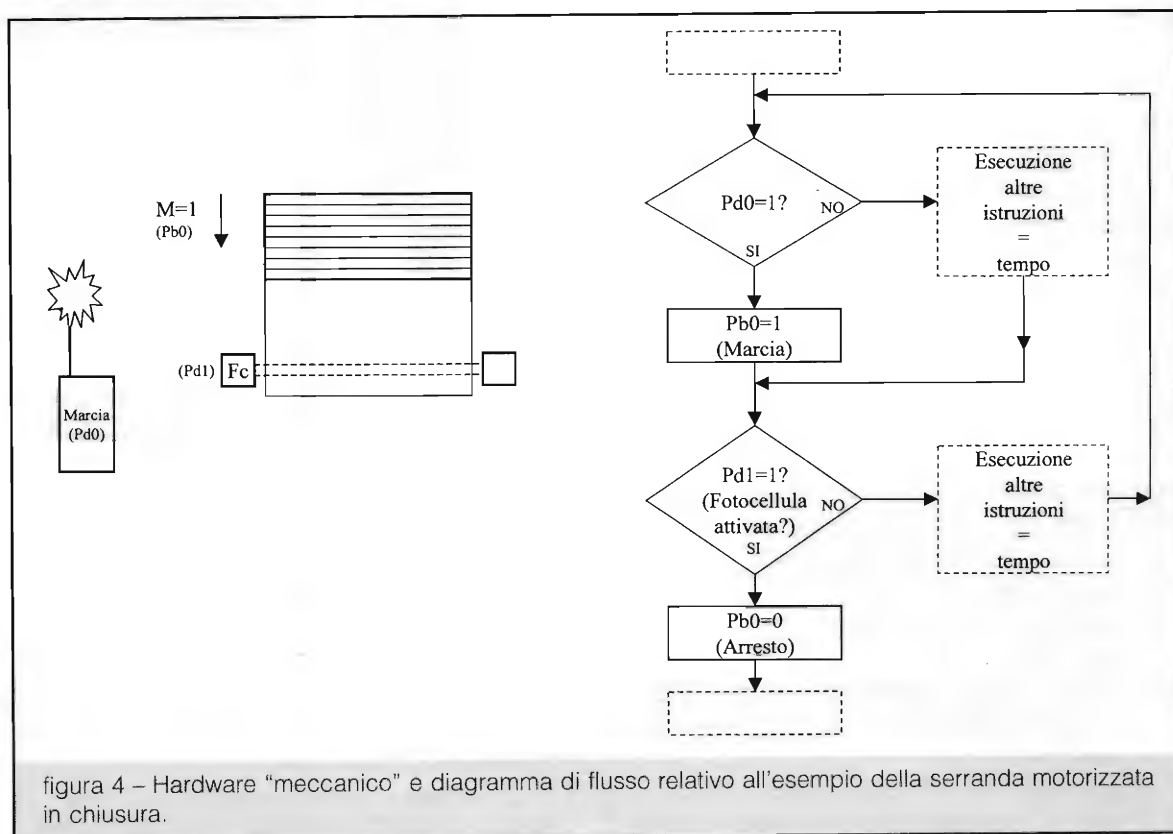 M=1
(Pb0)
(Pd1)
Fc
Marcia
(Pd0)
Pd0=1?
NO
SI
Esecuzione
altre
istruzioni
=
tempo
Pb0=1
(Marcia)
Pd1=1?
(Fotocellula
attivata?)
NO
SI
Esecuzione
altre
istruzioni
=
tempo
Pb0=0
(Arresto)
figura 4 – Hardware "meccanico" e diagramma di flusso relativo all'esempio della serranda motorizzata
in chiusura.